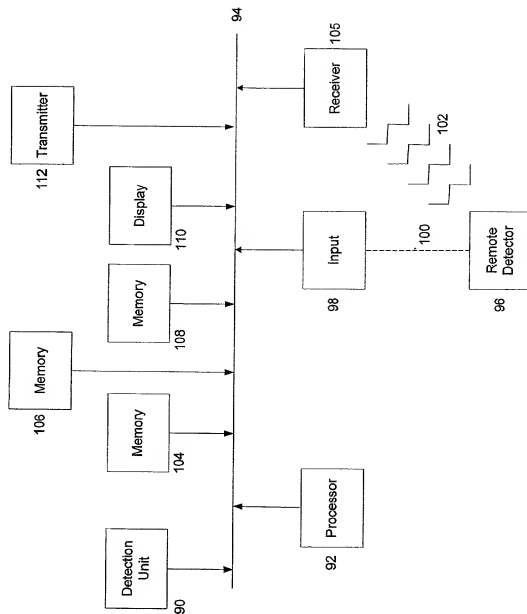 112
Transmitter
94
Display
110
Memory
108
Memory
106
Memory
104
Detection
Unit
90
Receiver
105
102
Input
98
100
Remote
Detector
96
Processor
92